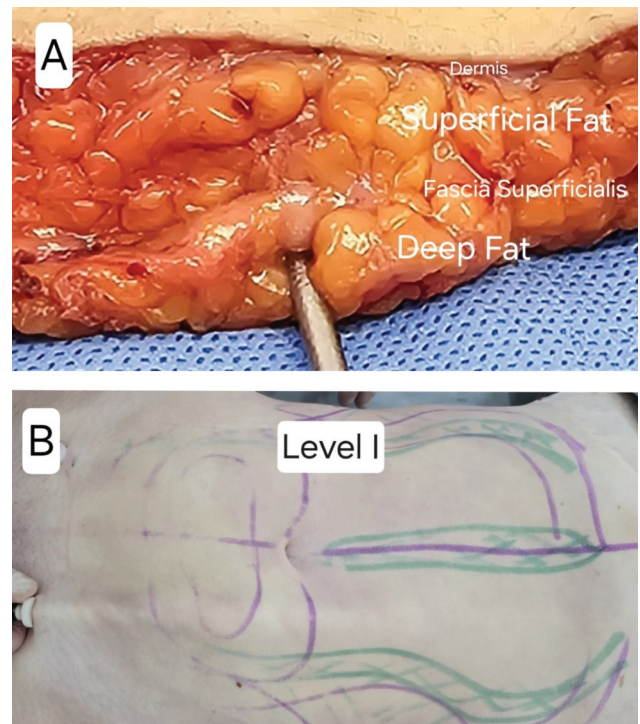 A
Dermis
Superficial Fat
Fascia Superficialis
Deep Fat
B
Level I